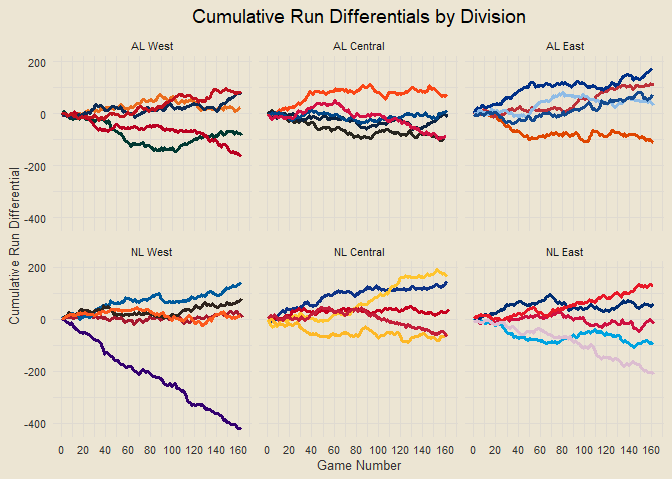 Cumulative Run Differentials by Division
AL West AL Central AL East
200
0
-200
-400
NL West NL Central NL East
200
0
-200
-400
0 20 40 60 80 100 120 140 160 0 20 40 60 80 100 120 140 160 0 20 40 60 80 100 120 140 160
Game Number
Cumulative Run Differential